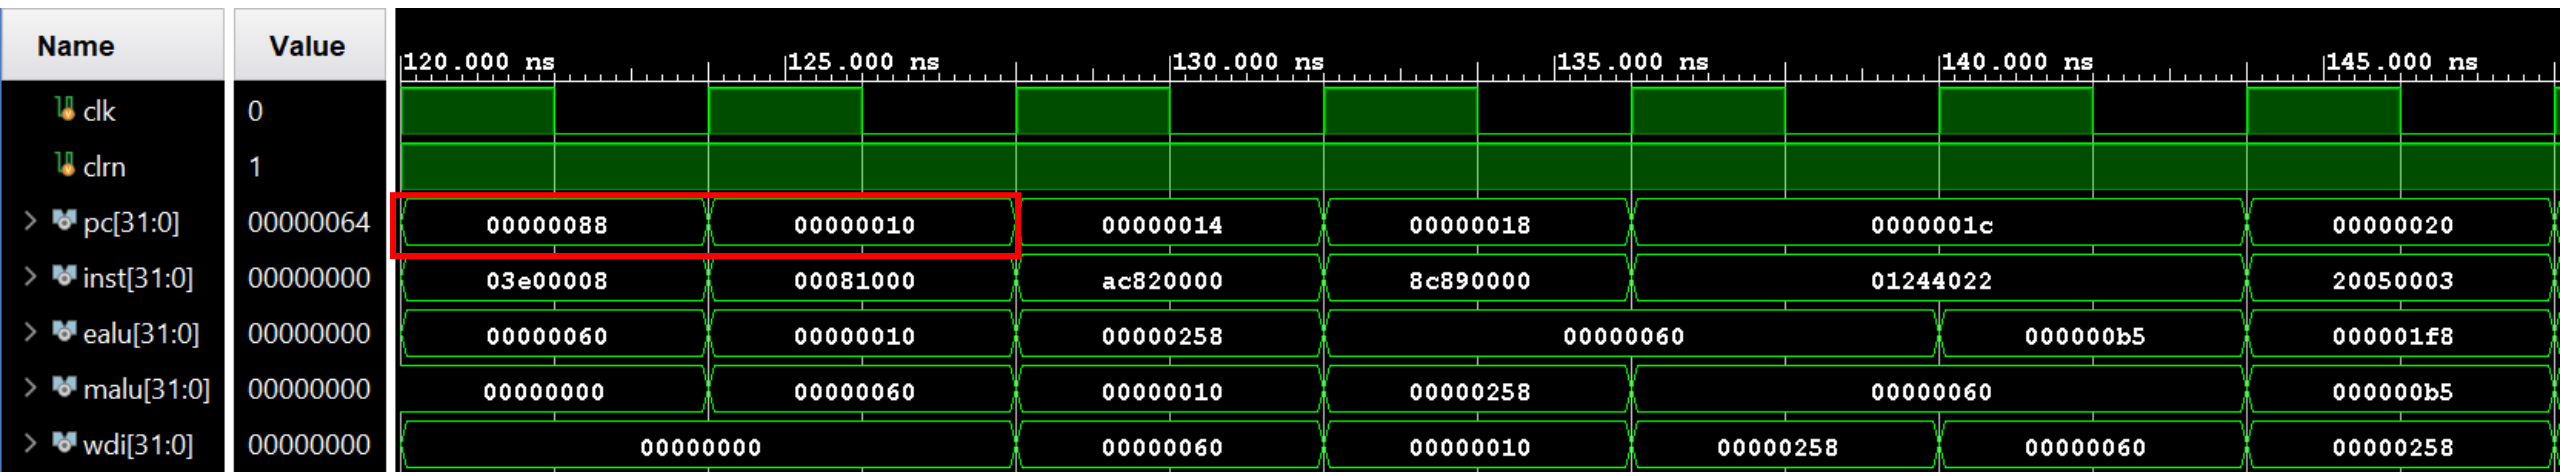 Name Value 120.000 ns 125.000 ns 130.000 ns 135.000 ns 140.000 ns 145.000 ns
clk 0
clrn 1
pc[31:0] 00000064 00000088 00000010 00000014 00000018 0000001c 00000020
inst[31:0] 00000000 03e00008 00081000 ac820000 8c890000 01244022 20050003
ealu[31:0] 00000000 00000060 00000010 00000258 00000060 000000b5 000001f8
malu[31:0] 00000000 00000000 00000060 00000010 00000258 00000060 000000b5
wdi[31:0] 00000000 00000000 00000060 00000010 00000258 00000060 00000258